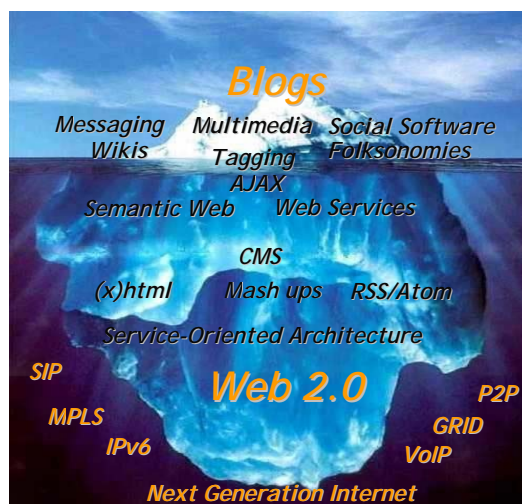 Blogs
Messaging Multimedia Social Software
Wikis Tagging Folksonomies
AJAX
Semantic Web Web Services
CMS
(x)html Mash ups RSS/Atom
Service-Oriented Architecture
SIP
Web 2.0
P2P
MPLS
GRID
IPv6
VoIP
Next Generation Internet